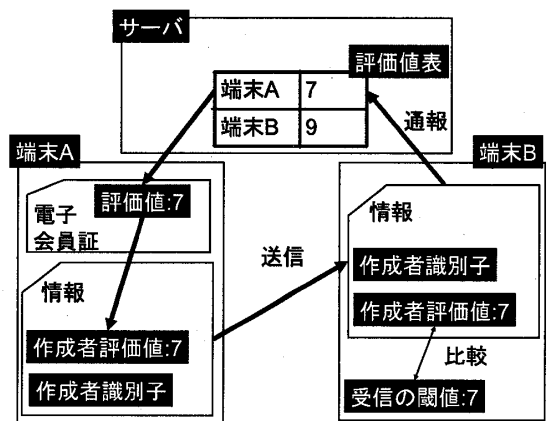 サーバ
評価値表
端末A 7
端末B 9
通報
端末A
評価値:7
電子
会員証
情報
作成者評価値:7
作成者識別子
送信
端末B
情報
作成者識別子
作成者評価値:7
比較
受信の閾値:7